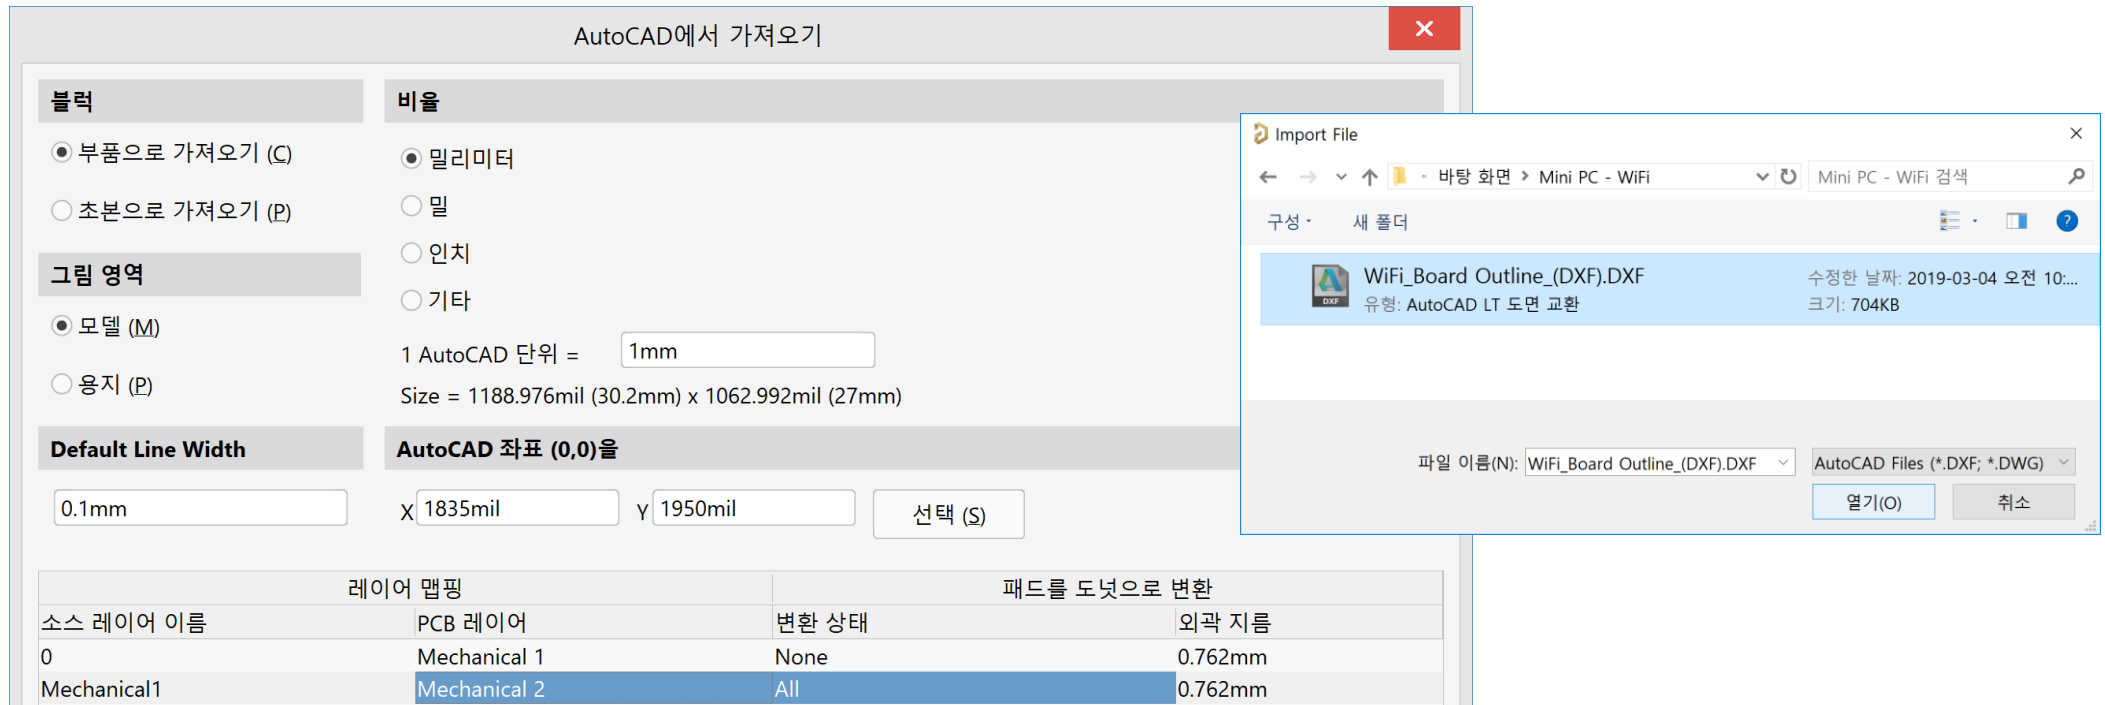 AutoCAD에서 가져오기
블럭
부품으로 가져오기 (C)
초본으로 가져오기 (P)
비율
밀리미터
밀
인치
기타
1 AutoCAD 단위 = 1mm
Size = 1188.976mil (30.2mm) x 1062.992mil (27mm)
그림 영역
모델 (M)
용지 (P)
Default Line Width
0.1mm
AutoCAD 좌표 (0,0)을
X 1835mil Y 1950mil 선택 (S)
레이어 맵핑 패드를 도넛으로 변환
소스 레이어 이름 PCB 레이어 변환 상태 외곽 지름
0 Mechanical 1 None 0.762mm
Mechanical1 Mechanical 2 All 0.762mm
Import File
바탕 화면 > Mini PC - WiFi
Mini PC - WiFi 검색
구성 새 폴더
?
DXF
WiFi_Board Outline_(DXF).DXF
유형: AutoCAD LT 도면 교환
수정한 날짜: 2019-03-04 오전 10:...
크기: 704KB
파일 이름(N): WiFi_Board Outline_(DXF).DXF AutoCAD Files (*.DXF; *.DWG)
열기(O) 취소